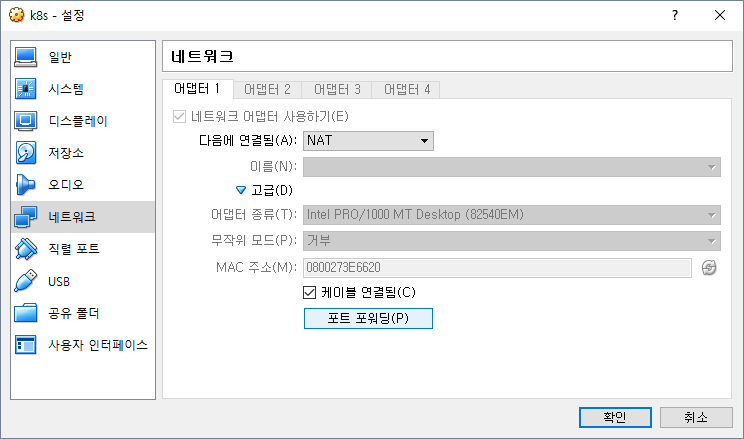 k8s - 설정
일반
시스템
디스플레이
저장소
오디오
네트워크
직렬 포트
USB
공유 폴더
사용자 인터페이스
네트워크
어댑터 1 어댑터 2 어댑터 3 어댑터 4
네트워크 어댑터 사용하기(E)
다음에 연결됨(A): NAT
이름(N):
고급(D)
어댑터 종류(T): Intel PRO/1000 MT Desktop (82540EM)
무작위 모드(P): 거부
MAC 주소(M): 0800273E6620
케이블 연결됨(C)
포트 포워딩(P)
확인 취소